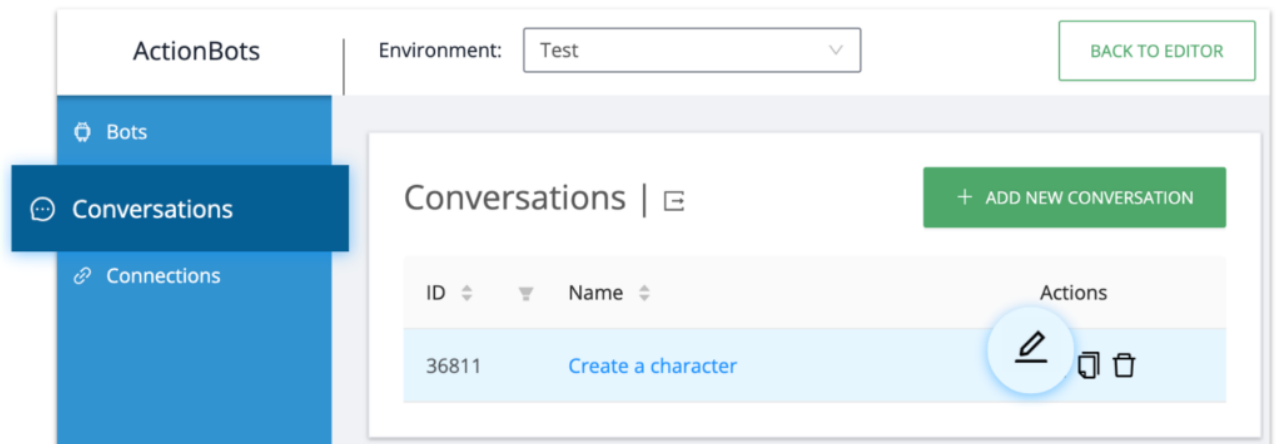 ActionBots
Environment: Test
BACK TO EDITOR
Bots
Conversations
Connections
Conversations |
+ ADD NEW CONVERSATION
ID Name Actions
36811 Create a character